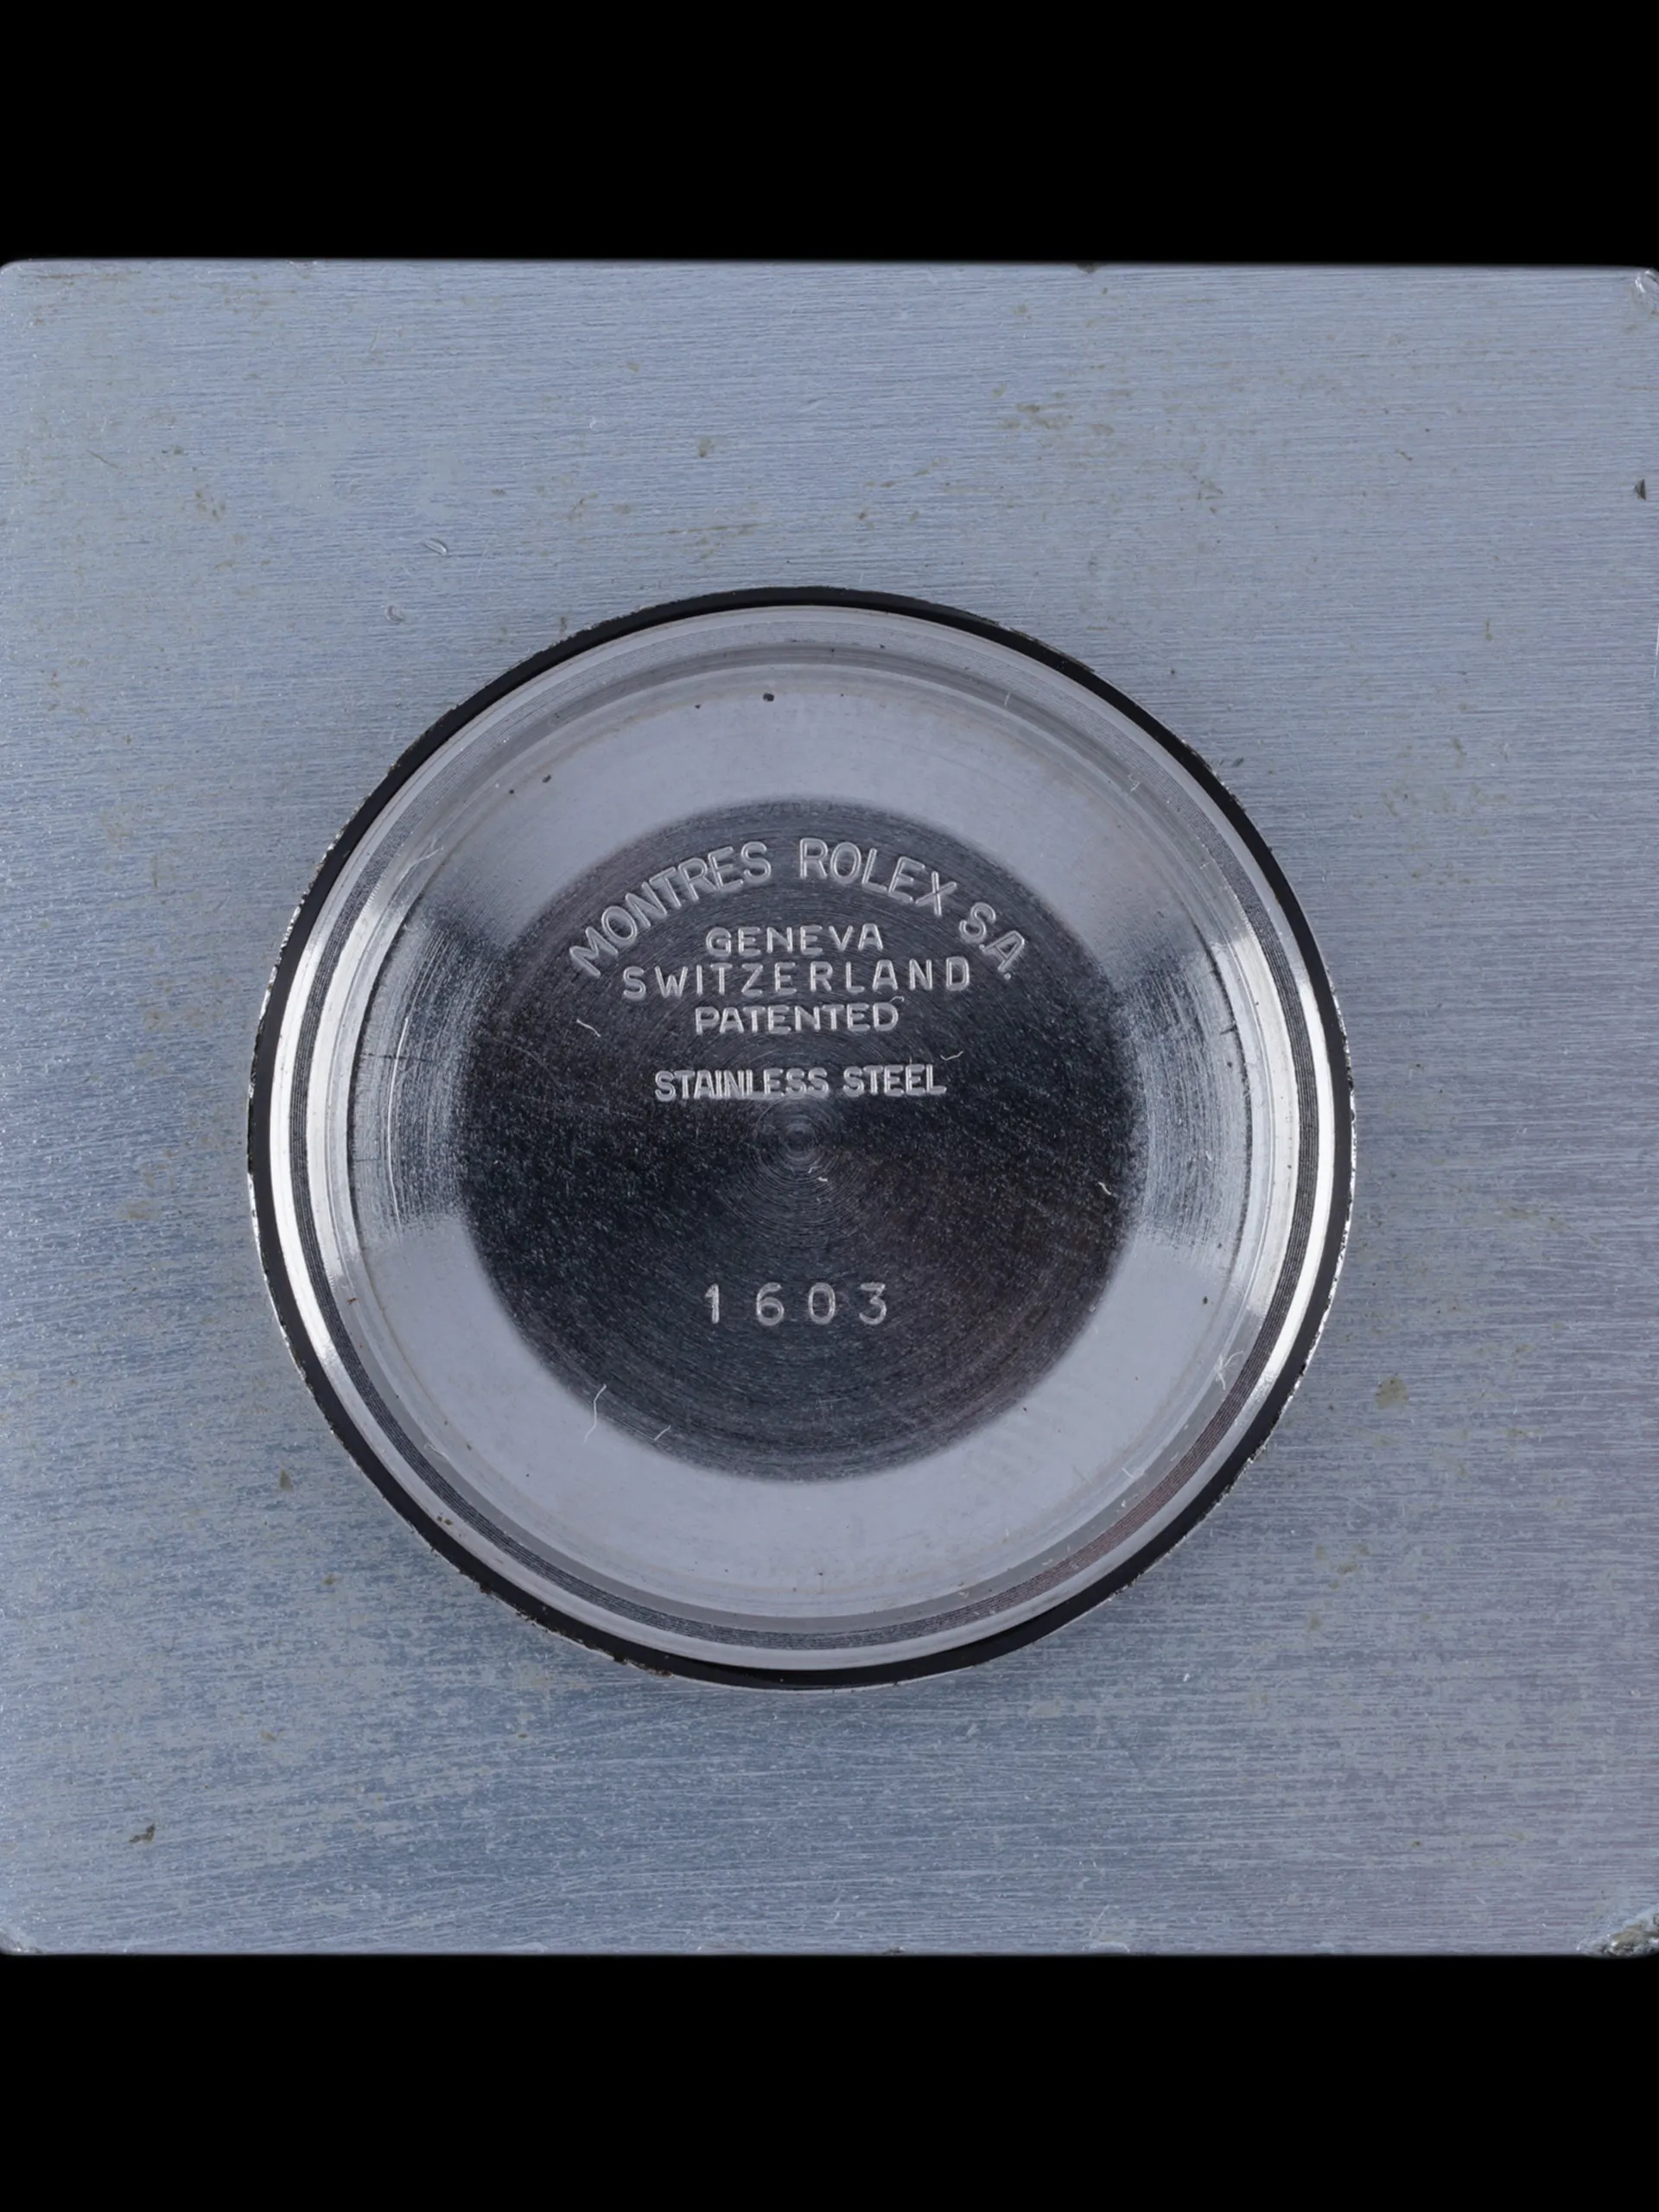 MONTRES ROLEX S.A.
GENEVA
SWITZERLAND
PATENTED
STAINLESS STEEL
1603